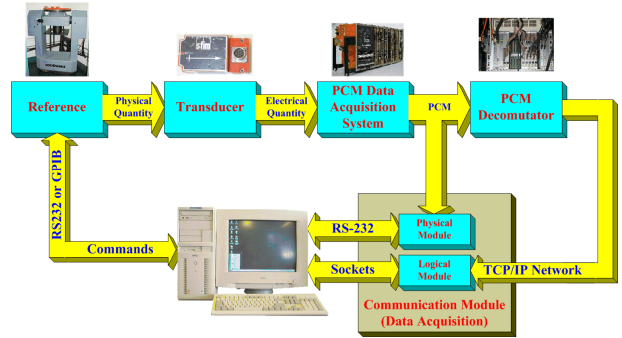 sfim
Reference
Physical
Quantity
Transducer
Electrical
Quantity
PCM Data
Acquisition
System
PCM
PCM
Decomutator
RS232 or GPIB
Commands
RS-232
Physical
Module
Sockets
Logical
Module
TCP/IP Network
Communication Module
(Data Acquisition)